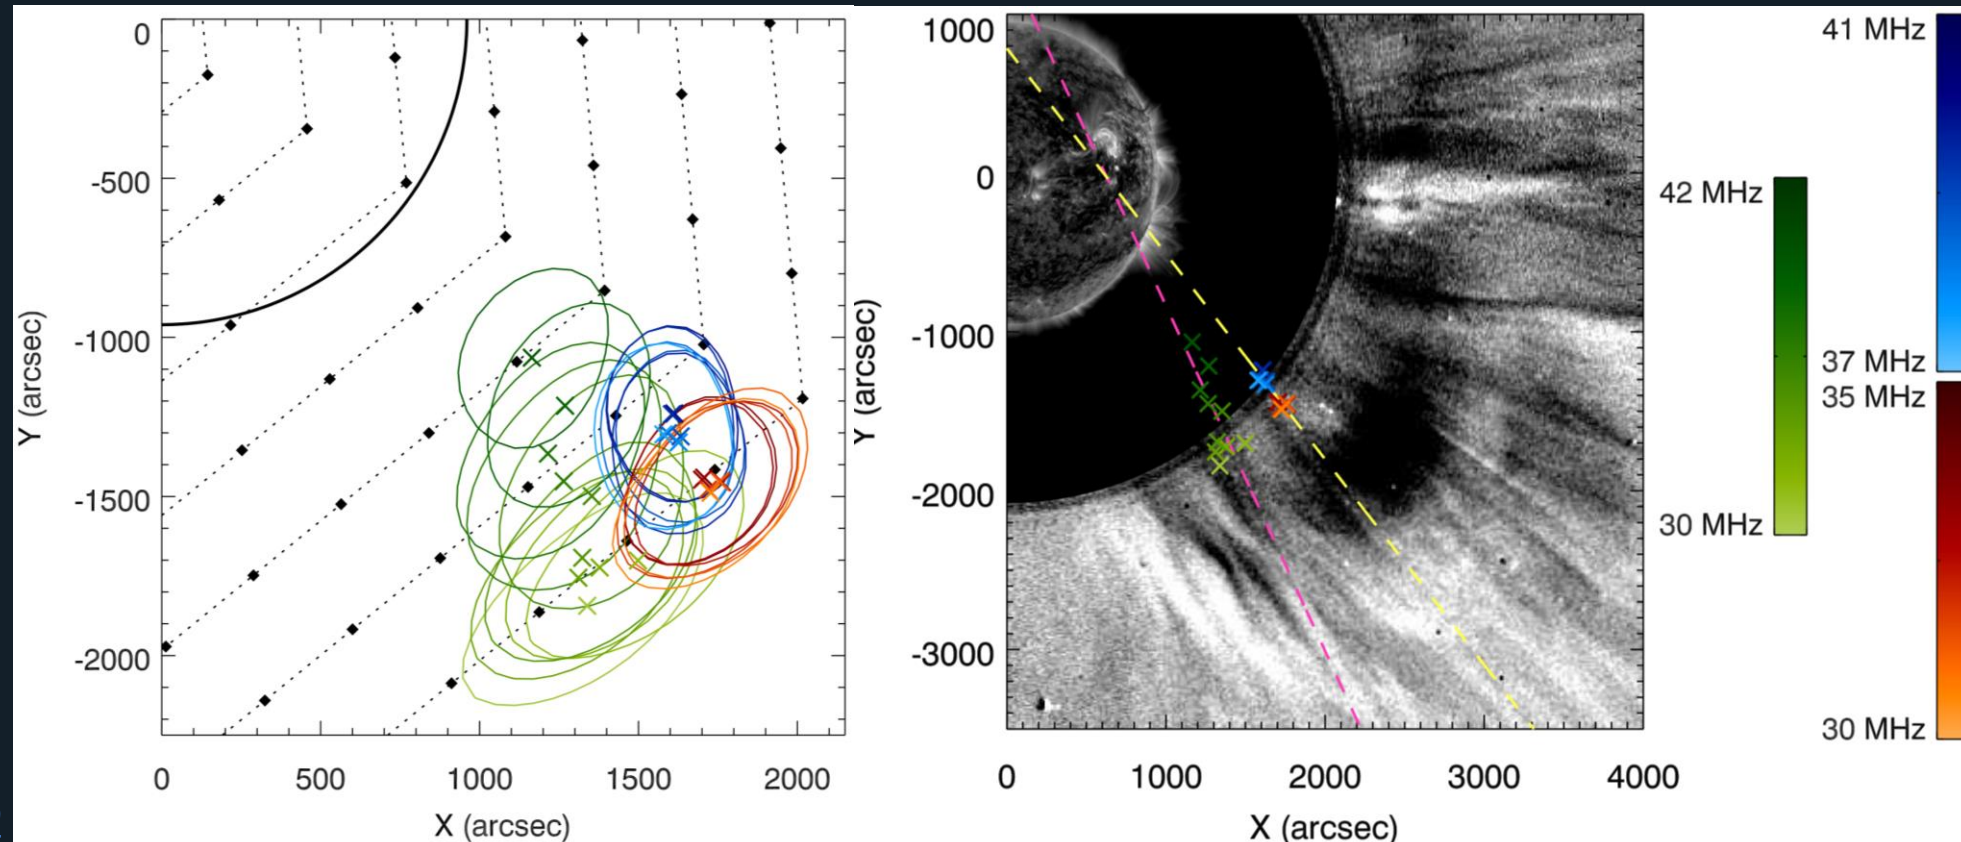 0
-500
-1000
-1500
-2000
Y (arcsec)
0 500 1000 1500 2000
X (arcsec)
1000
0
-1000
-2000
-3000
Y (arcsec)
0 1000 2000 3000 4000
X (arcsec)
42 MHz
30 MHz
41 MHz
37 MHz
35 MHz
30 MHz